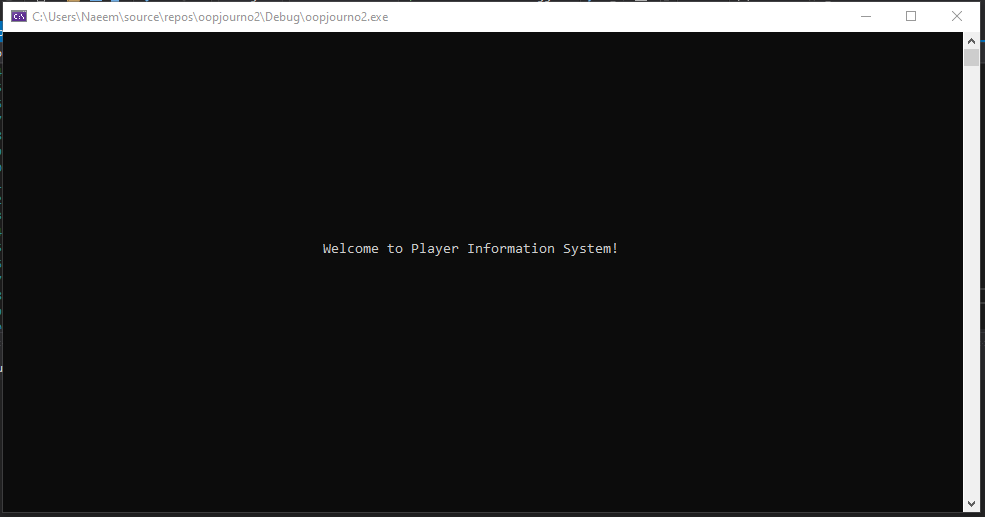 C:\Users\Naeem\source\repos\oopjourno2\Debug\oopjourno2.exe
Welcome to Player Information System!